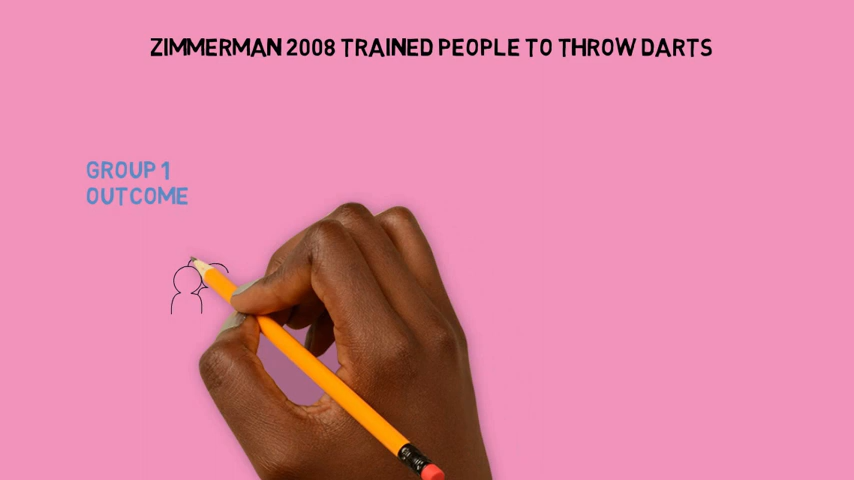 ZIMMERMAN 2008 TRAINED PEOPLE TO THROW DARTS
GROUP 1
OUTCOME